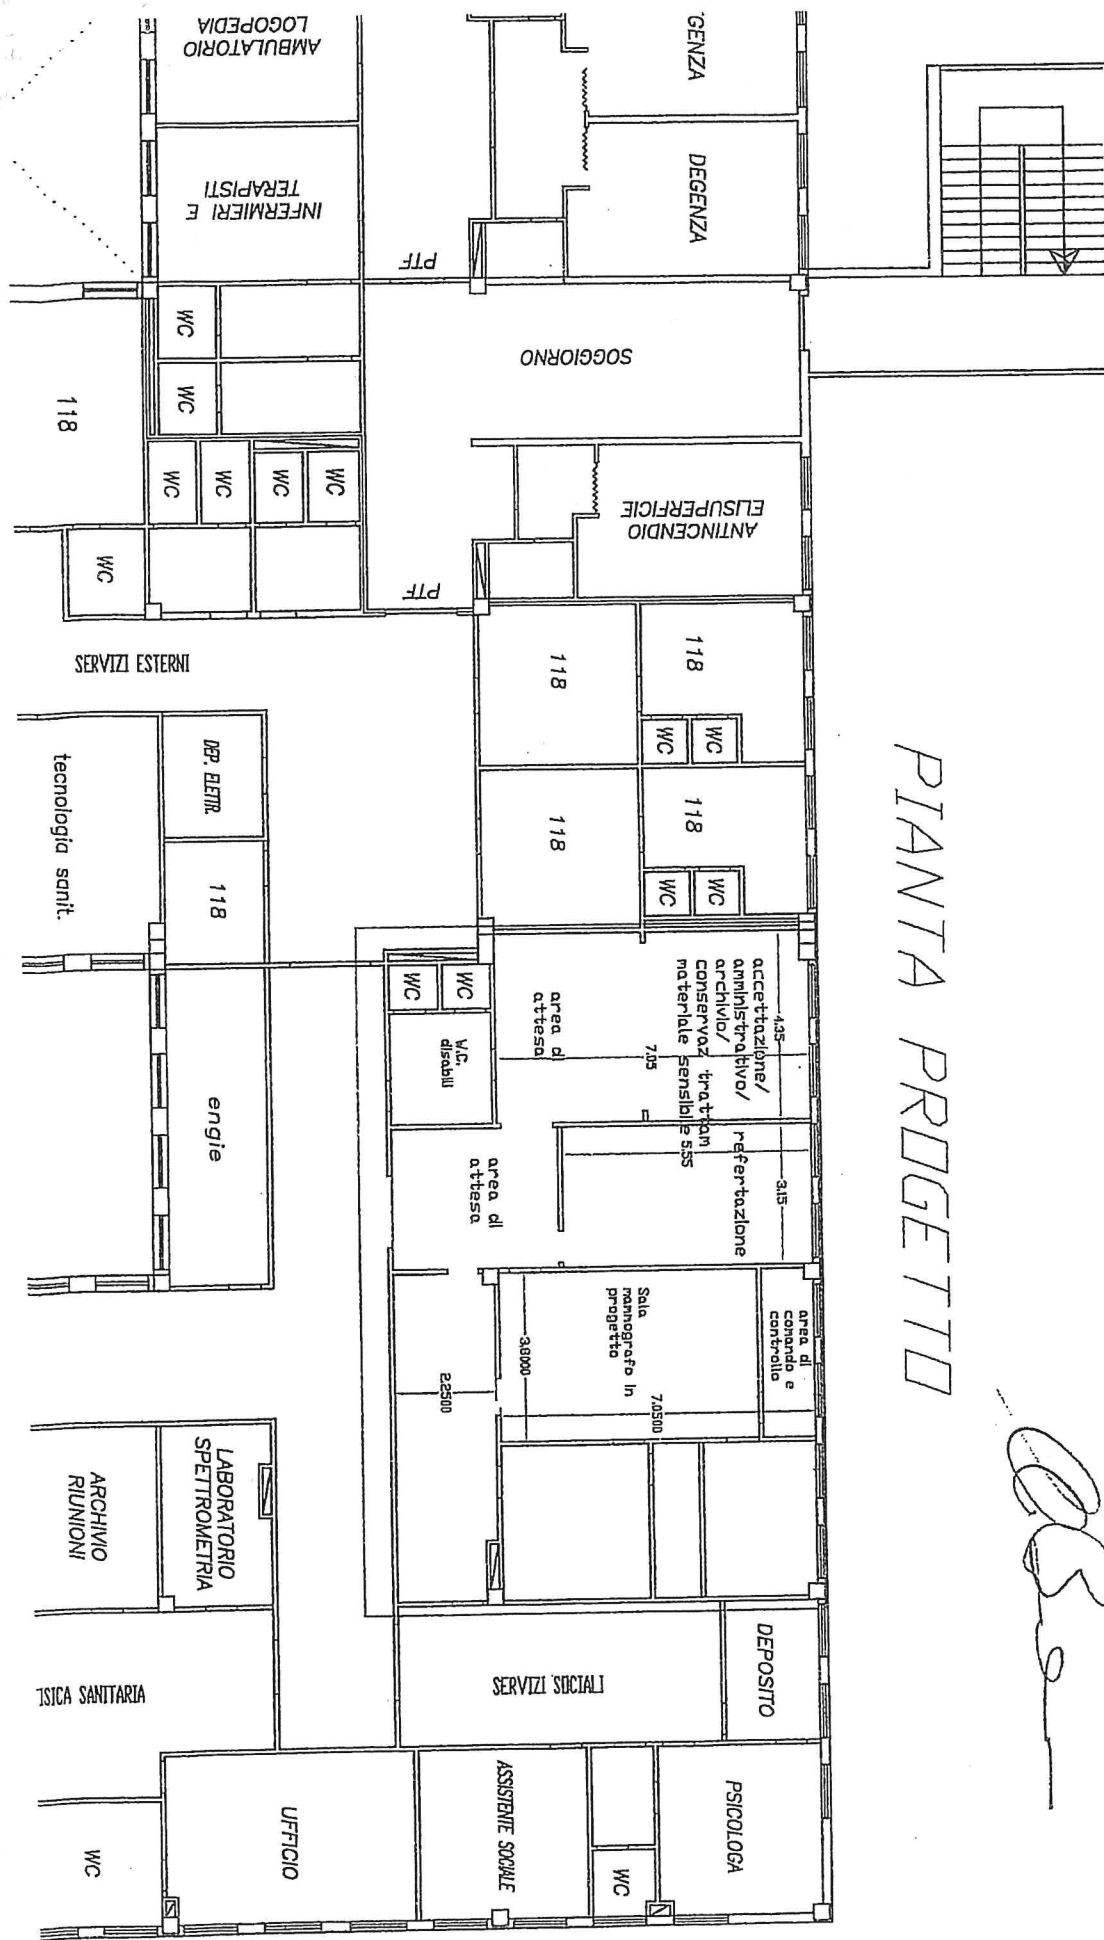 PIANTA PROGETTO
AMBULATORIO
LOGOPEDIA
GENZA
INFERMIERI E
TERAPISTI
DEGENZA
PTF
WC
WC
SOGGIORNO
118
WC
WC
WC
WC
ANTINCENDIO
ELISUPERFICIE
WC
PTF
SERVIZI ESTERNI
118
118
WC
WC
DEP. ELETTR.
tecnologia sanit.
118
118
118
WC
WC
WC
WC
W.C.
disabili
area di
attesa
accettazione/
amministrativo/
archivio/
conservaz trattam
materiale sensibile
4.35
7.05
engie
area di
attesa
refertazione
5.55
3.15
Sala
mammografo in
progetto
area di
comando e
controllo
3.8000
2.2500
7.0500
LABORATORIO
SPETTROMETRIA
ARCHIVIO
RIUNIONI
ISICA SANITARIA
SERVIZI SOCIALI
DEPOSITO
WC
UFFICIO
ASSISTENTE SOCIALE
WC
PSICOLOGA